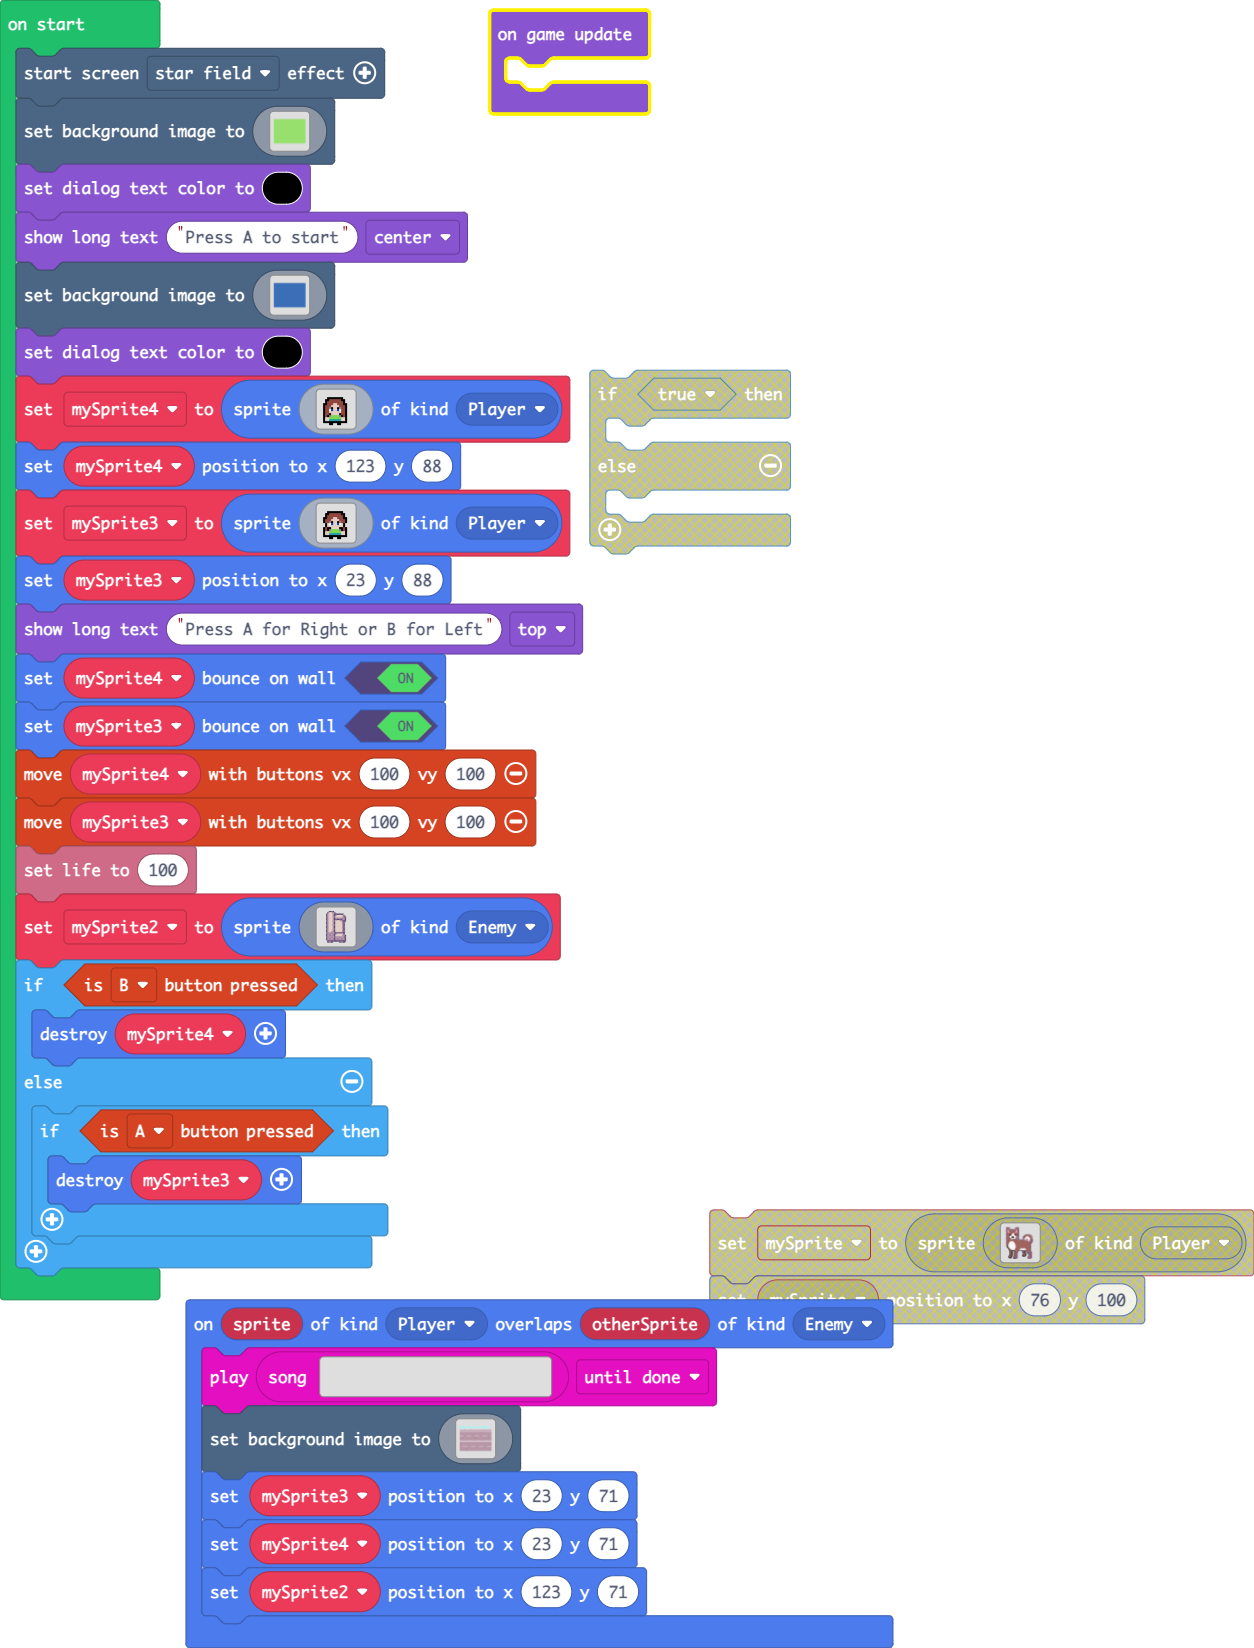 on start
start screen star field effect
set background image to
set dialog text color to
show long text "Press A to start" center
set background image to
set dialog text color to
set mySprite4 to sprite of kind Player
set mySprite4 position to x 123 y 88
set mySprite3 to sprite of kind Player
set mySprite3 position to x 23 y 88
show long text "Press A for Right or B for Left" top
set mySprite4 bounce on wall ON
set mySprite3 bounce on wall ON
move mySprite4 with buttons vx 100 vy 100
move mySprite3 with buttons vx 100 vy 100
set life to 100
set mySprite2 to sprite of kind Enemy
if is B button pressed then
destroy mySprite4
else
if is A button pressed then
destroy mySprite3
on game update
if true then
else
set mySprite to sprite of kind Player
set mySprite position to x 76 y 100
on sprite of kind Player overlaps otherSprite of kind Enemy
play song until done
set background image to
set mySprite3 position to x 23 y 71
set mySprite4 position to x 23 y 71
set mySprite2 position to x 123 y 71